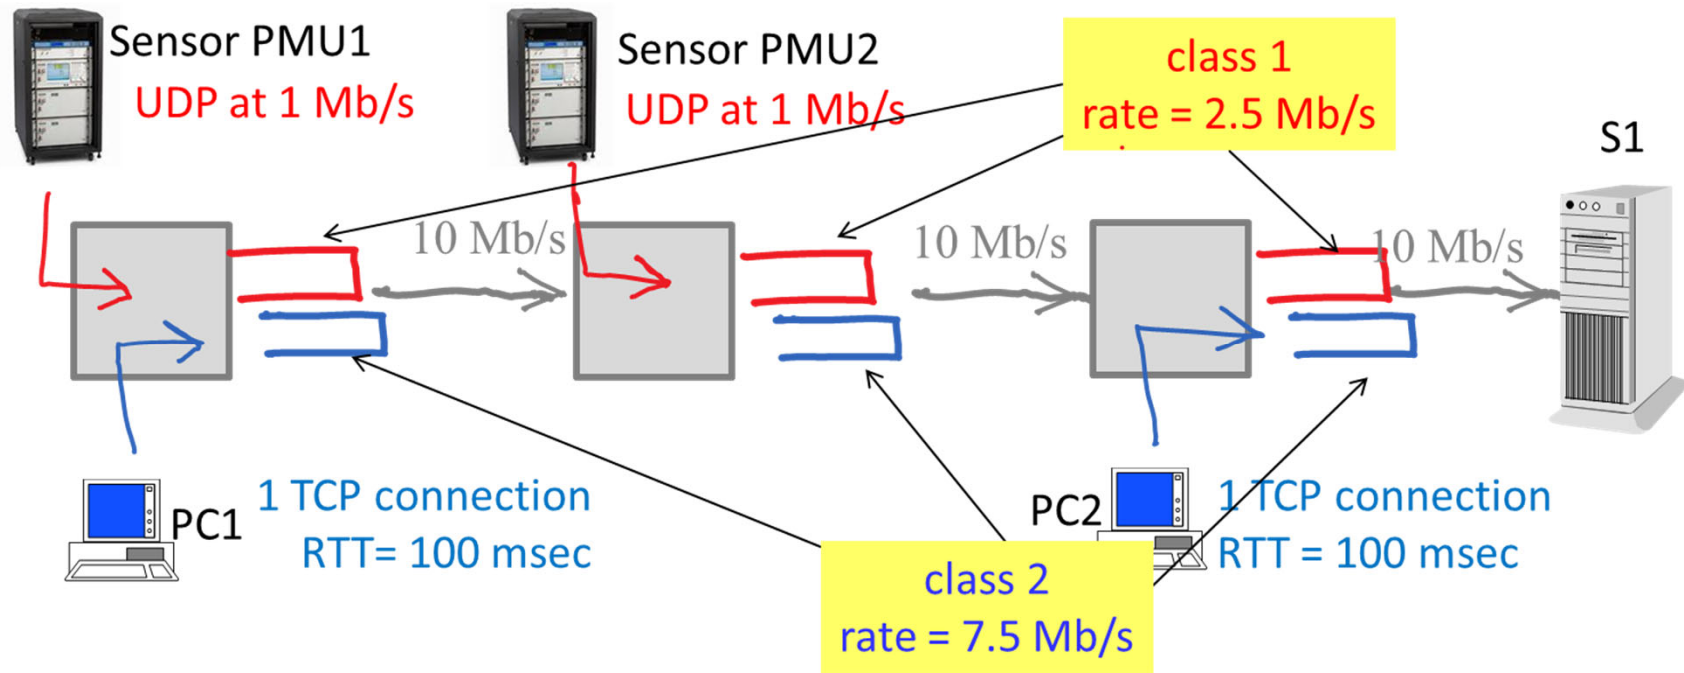 Sensor PMU1
UDP at 1 Mb/s
Sensor PMU2
UDP at 1 Mb/s
class 1
rate = 2.5 Mb/s
S1
10 Mb/s
10 Mb/s
10 Mb/s
PC1
1 TCP connection
RTT= 100 msec
PC2
1 TCP connection
RTT = 100 msec
class 2
rate = 7.5 Mb/s